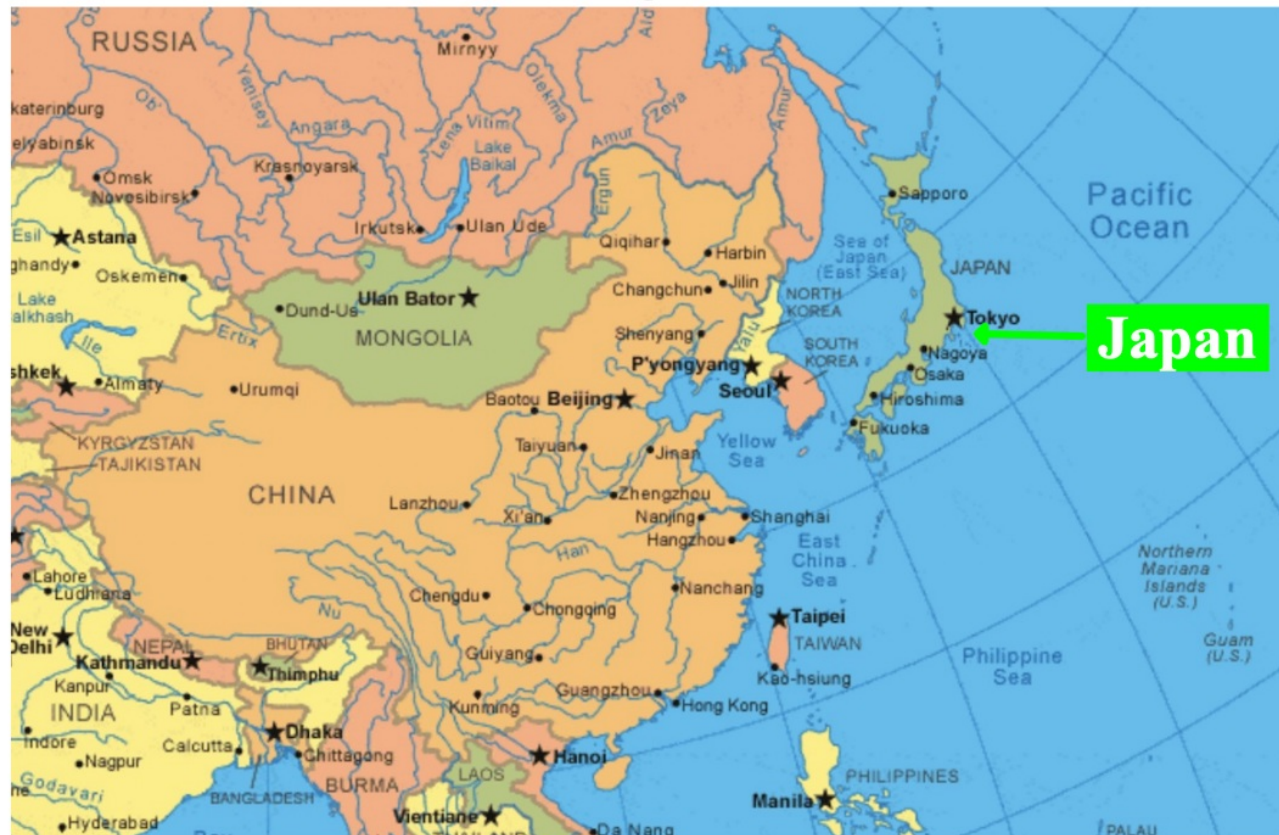 RUSSIA
Mirnyy
Ob'
Yenisey
Olekma
Ald
katerinburg
Ob'
Angara
Lena
Vitim
Zeya
Amur
Amur
elyabinsk
Lake
Baikal
Krasnoyarsk
Omsk
Novosibirsk
Ergun
Sapporo
Pacific
Ocean
Irkutsk
Ulan Ude
Esil
Astana
Qiqihar
Harbin
Sea of
Japan
(East Sea)
ghandy
Oskemen
JAPAN
Jilin
Changchun
NORTH
KOREA
Lake
alkhash
Dund-Us
Ulan Bator
Tokyo
Japan
Ertix
MONGOLIA
Shenyang
Yalu
SOUTH
KOREA
Ile
Nagoya
P'yongyang
Osaka
shkek
Almaty
Urumqi
Seoul
Baotou
Beijing
Hiroshima
Fukuoka
KYRGYZSTAN
TAJIKISTAN
Taiyuan
Jinan
Yellow
Sea
CHINA
Lanzhou
Zhengzhou
Xi'an
Nanjing
Shanghai
Hangzhou
East
China
Sea
Han
Northern
Mariana
Islands
(U.S.)
Lahore
Ludhiana
Nu
Chengdu
Chongqing
Nanchang
Taipei
TAIWAN
New
Delhi
NEPAL
BHUTAN
Kathmandu
Thimphu
Guiyang
Guam
(U.S.)
Philippine
Sea
Kanpur
Kao-hsiung
INDIA
Patna
Kunming
Guangzhou
Hong Kong
Indore
Dhaka
Calcutta
Chittagong
Hanoi
Nagpur
LAOS
Godavari
BANGLADESH
BURMA
PHILIPPINES
Manila
Vientiane
Hyderabad
THAILAND
Da Nang
PALAU